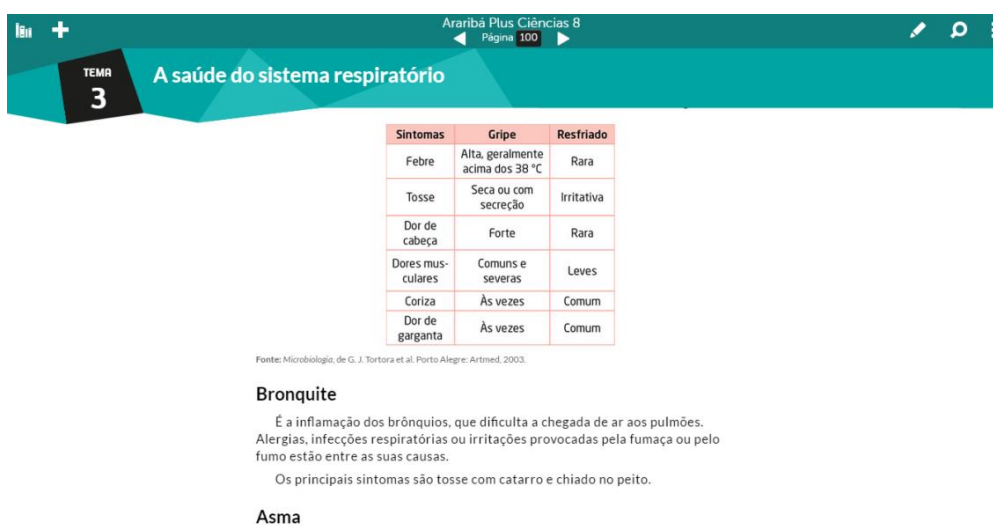 Araribá Plus Ciências 8
Página 100
TEMA
3
A saúde do sistema respiratório
Sintomas Gripe Resfriado
Febre Alta, geralmente acima dos 38 °C Rara
Tosse Seca ou com secreção Irritativa
Dor de cabeça Forte Rara
Dores mus-culares Comuns e severas Leves
Coriza Às vezes Comum
Dor de garganta Às vezes Comum
Fonte: Microbiologia, de G. J. Tortora et al. Porto Alegre: Artmed, 2003.
Bronquite
É a inflamação dos brônquios, que dificulta a chegada de ar aos pulmões.
Alergias, infecções respiratórias ou irritações provocadas pela fumaça ou pelo
fumo estão entre as suas causas.
Os principais sintomas são tosse com catarro e chiado no peito.
Asma